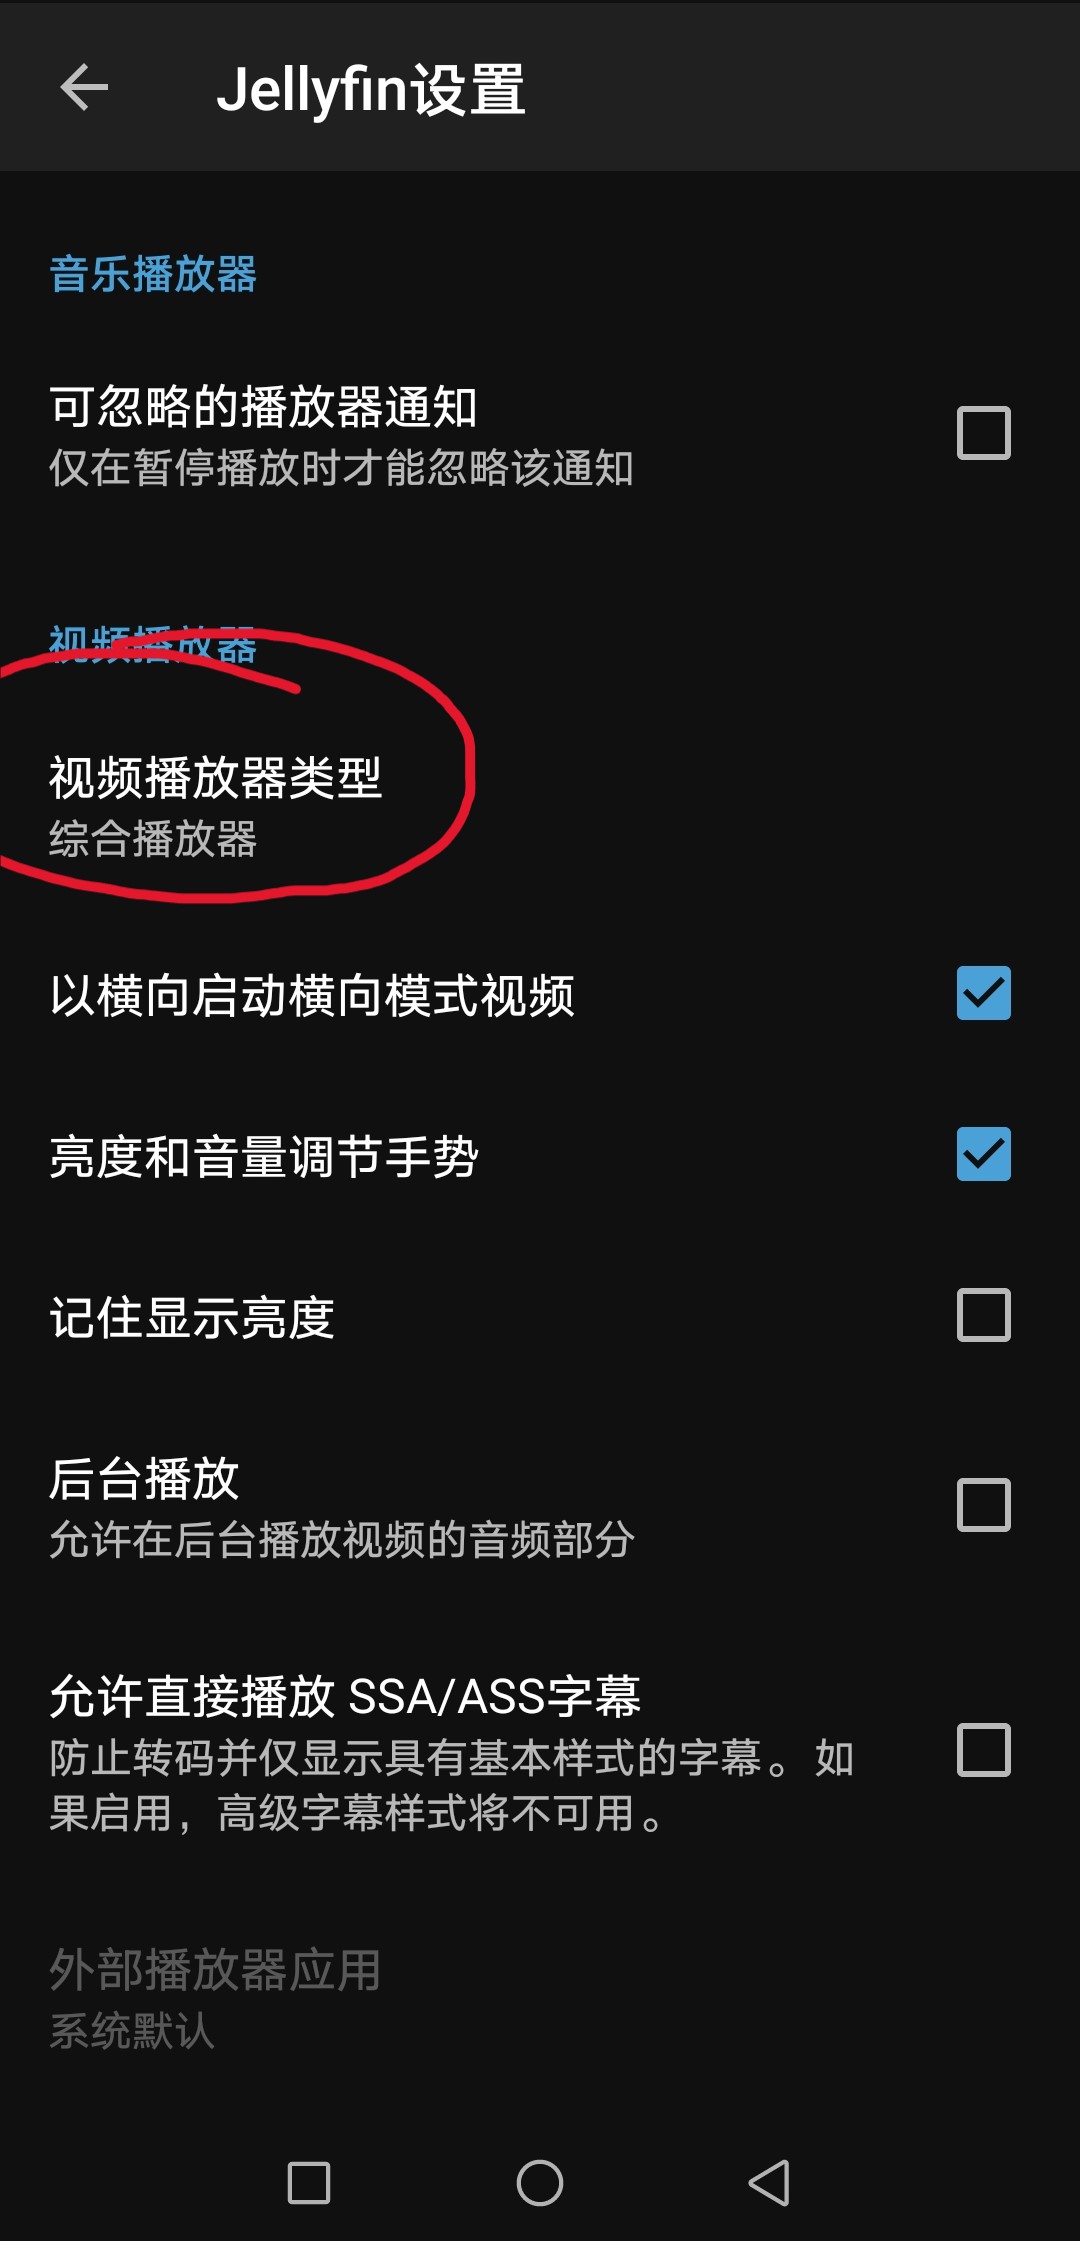 Jellyfin设置
音乐播放器
可忽略的播放器通知
仅在暂停播放时才能忽略该通知
视频播放器
视频播放器类型
综合播放器
以横向启动横向模式视频
亮度和音量调节手势
记住显示亮度
后台播放
允许在后台播放视频的音频部分
允许直接播放 SSA/ASS字幕
防止转码并仅显示具有基本样式的字幕。如
果启用，高级字幕样式将不可用。
外部播放器应用
系统默认